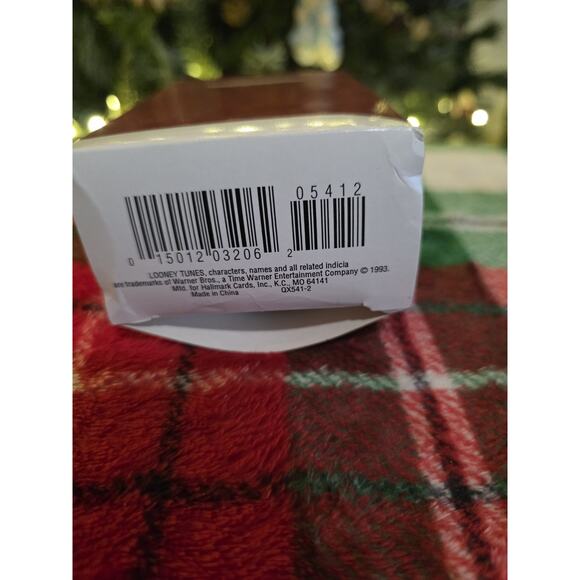 05412
0 15012 03206 2
LOONEY TUNES, characters, names and all related indicia
are trademarks of Warner Bros., a Time Warner Entertainment Company © 1993.
Mfd. for Hallmark Cards, Inc., K.C., MO 64141
Made in China QX541-2